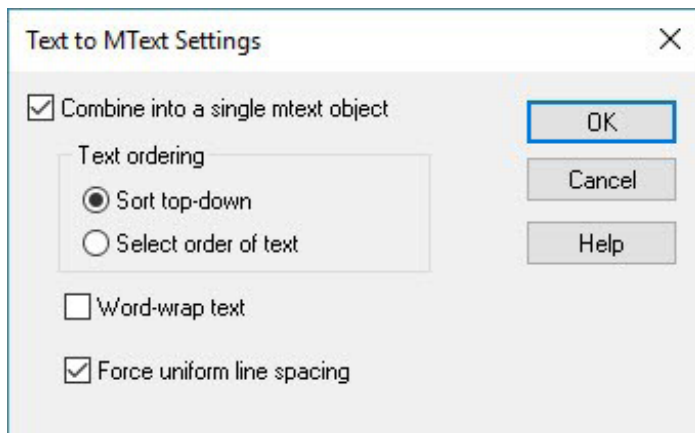 Text to MText Settings
Combine into a single mtext object
OK
Text ordering
Sort top-down
Cancel
Select order of text
Help
Word-wrap text
Force uniform line spacing